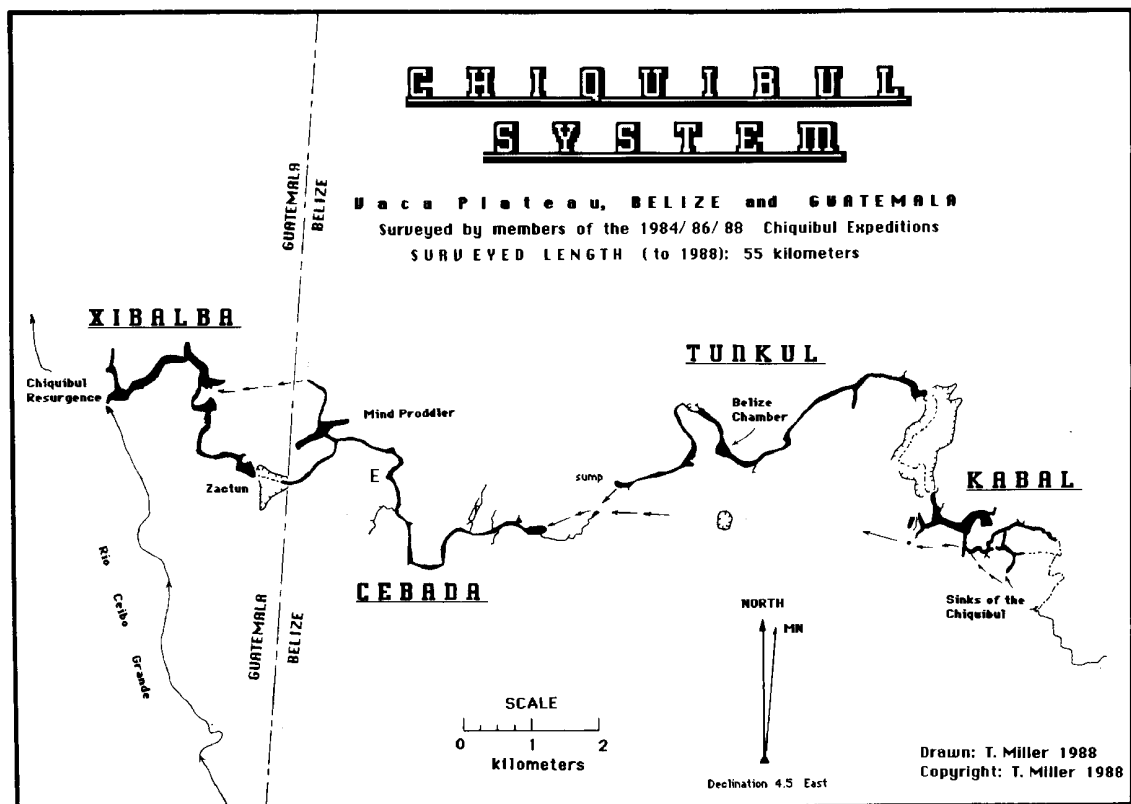 CHIQUIBUL
SYSTEM
Vaca Plateau, BELIZE and GUATEMALA
Surveyed by members of the 1984/86/88 Chiquibul Expeditions
SURVEYED LENGTH (to 1988): 55 kilometers
GUATEMALA
BELIZE
XIBALBA
TUNKUL
Chiquibul
Resurgence
Mind Proddler
Belize
Chamber
Zactun
E
sump
KABAL
CEBADA
Sinks of the
Chiquibul
Rio Ceibo Grande
GUATEMALA
BELIZE
NORTH
MN
SCALE
0 1 2
kilometers
Declination 4.5 East
Drawn: T. Miller 1988
Copyright: T. Miller 1988